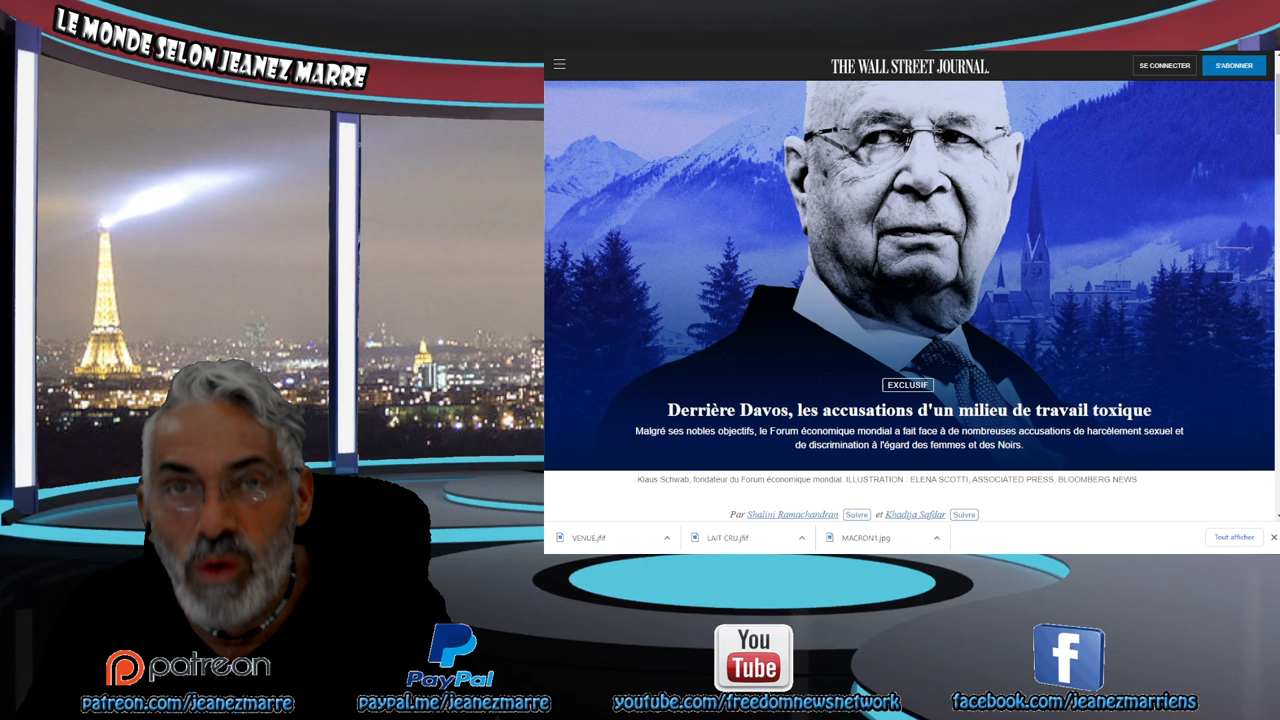 LE MONDE SELON JEANEZ MARRE
THE WALL STREET JOURNAL.
SE CONNECTER
S'ABONNER
EXCLUSIF
Derrière Davos, les accusations d'un milieu de travail toxique
Malgré ses nobles objectifs, le Forum économique mondial a fait face à de nombreuses accusations de harcèlement sexuel et
de discrimination à l'égard des femmes et des Noirs.
Klaus Schwab, fondateur du Forum économique mondial. ILLUSTRATION : ELENA SCOTTI, ASSOCIATED PRESS, BLOOMBERG NEWS
Par Shalini Ramachandran Suivre et Khadija Safdar Suivre
VENUE.jfif
LAIT CRU.jfif
MACRON1.jpg
Tout afficher
patreon
PayPal
You
Tube
f
patreon.com/jeanezmarre
paypal.me/jeanezmarre
youtube.com/freedomnewsnetwork
facebook.com/jeanezmarriens